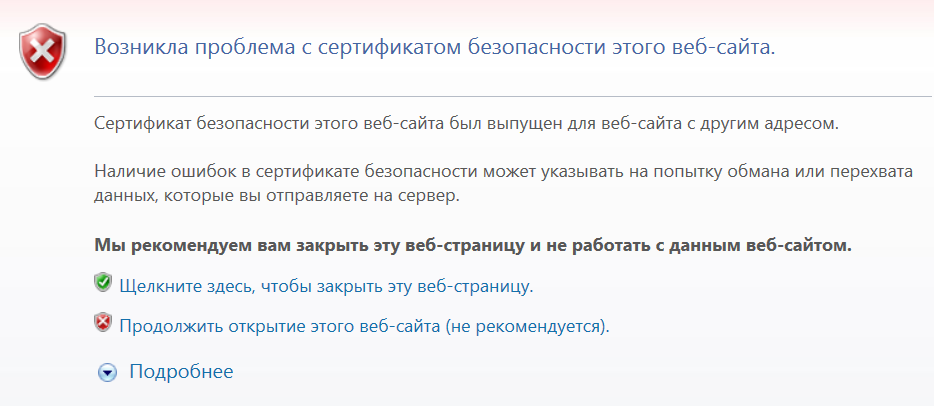 Возникла проблема с сертификатом безопасности этого веб-сайта.
Сертификат безопасности этого веб-сайта был выпущен для веб-сайта с другим адресом.
Наличие ошибок в сертификате безопасности может указывать на попытку обмана или перехвата
данных, которые вы отправляете на сервер.
Мы рекомендуем вам закрыть эту веб-страницу и не работать с данным веб-сайтом.
Щелкните здесь, чтобы закрыть эту веб-страницу.
Продолжить открытие этого веб-сайта (не рекомендуется).
Подробнее